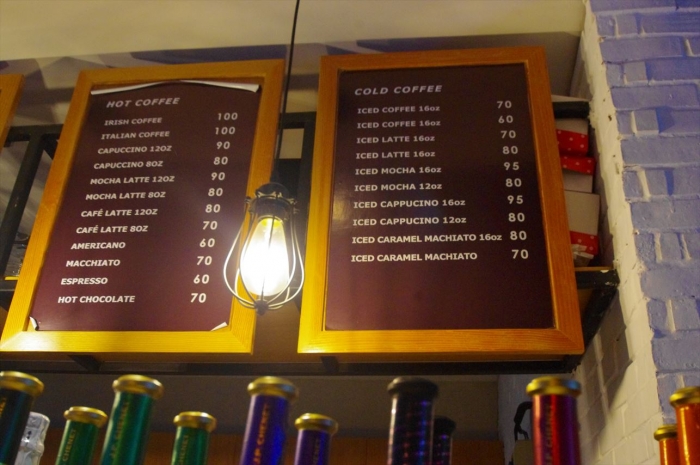 HOT COFFEE
IRISH COFFEE 100
ITALIAN COFFEE 100
CAPUCCINO 12OZ 90
CAPUCCINO 8OZ 80
MOCHA LATTE 12OZ 90
MOCHA LATTE 8OZ 80
CAFÉ LATTE 12OZ 80
CAFÉ LATTE 8OZ 70
AMERICANO 60
MACCHIATO 70
ESPRESSO 60
HOT CHOCOLATE 70
COLD COFFEE
ICED COFFEE 16oz 70
ICED COFFEE 16oz 60
ICED LATTE 16oz 70
ICED LATTE 16oz 80
ICED MOCHA 16oz 95
ICED MOCHA 12oz 80
ICED CAPPUCINO 16oz 95
ICED CAPPUCINO 12oz 80
ICED CARAMEL MACHIATO 16oz 80
ICED CARAMEL MACHIATO 70
J.P. CHENET